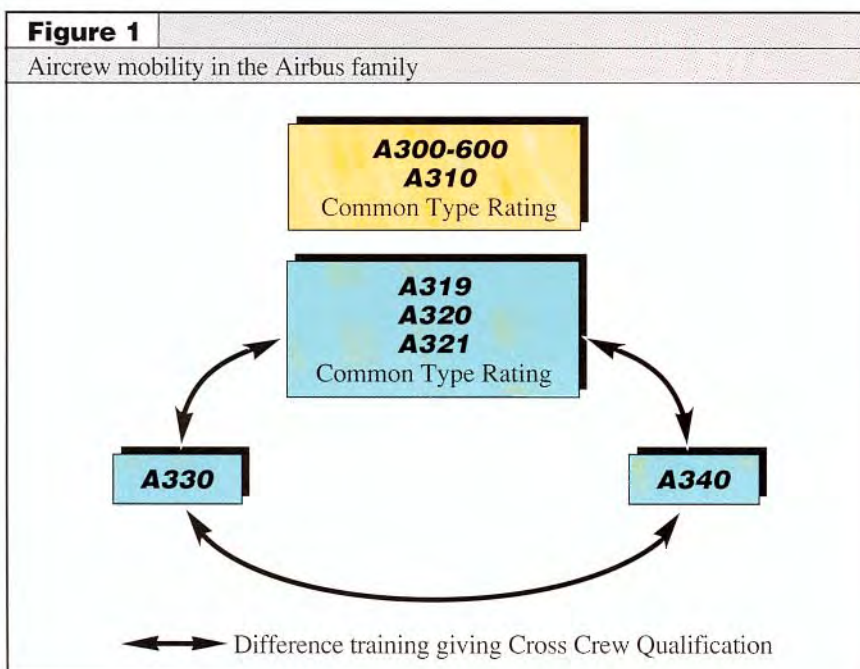 Figure 1
Aircrew mobility in the Airbus family
A300-600
A310
Common Type Rating
A319
A320
A321
Common Type Rating
A330
A340
Difference training giving Cross Crew Qualification